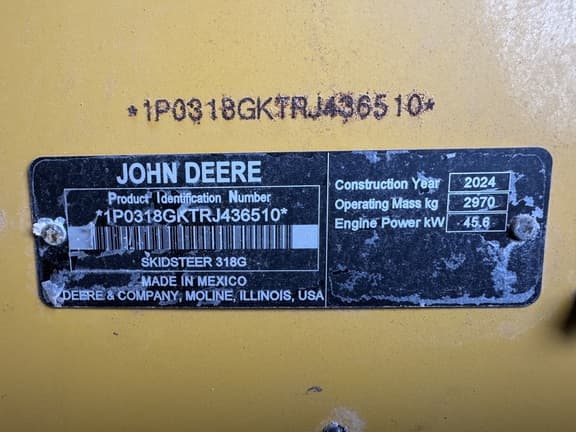 *1P0318GKTRJ436510*
JOHN DEERE
Product Identification Number
*1P0318GKTRJ436510*
SKIDSTEER 318G
MADE IN MEXICO
DEERE & COMPANY, MOLINE, ILLINOIS, USA
Construction Year 2024
Operating Mass kg 2970
Engine Power kW 45.6